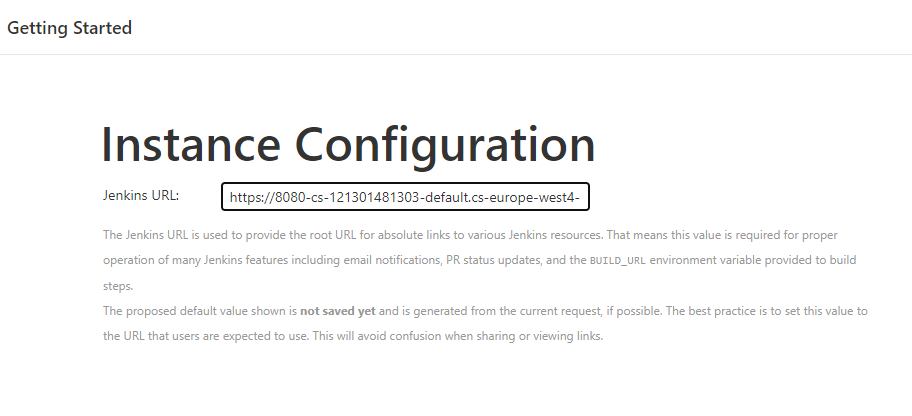 Getting Started
Instance Configuration
Jenkins URL: https://8080-cs-121301481303-default.cs-europe-west4-
The Jenkins URL is used to provide the root URL for absolute links to various Jenkins resources. That means this value is required for proper
operation of many Jenkins features including email notifications, PR status updates, and the BUILD_URL environment variable provided to build
steps.
The proposed default value shown is not saved yet and is generated from the current request, if possible. The best practice is to set this value to
the URL that users are expected to use. This will avoid confusion when sharing or viewing links.